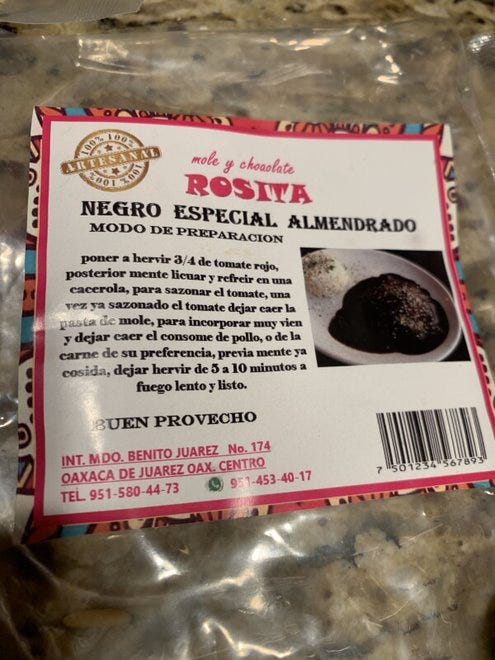 100% 100%
ARTESANAL
100% 100%
mole y chocolate
ROSITA
NEGRO ESPECIAL ALMENDRADO
MODO DE PREPARACION
poner a hervir 3/4 de tomate rojo,
posterior mente licuar y refreir en una
cacerola, para sazonar el tomate, una
vez ya sazonado el tomate dejar caer la
pasta de mole, para incorporar muy vien
y dejar caer el consome de pollo, o de la
carne de su preferencia, previa mente ya
cosida, dejar hervir de 5 a 10 minutos a
fuego lento y listo.
BUEN PROVECHO
INT. MDO. BENITO JUAREZ No. 174
OAXACA DE JUAREZ OAX. CENTRO
TEL. 951-580-44-73 951-453-40-17
7 501234 567893